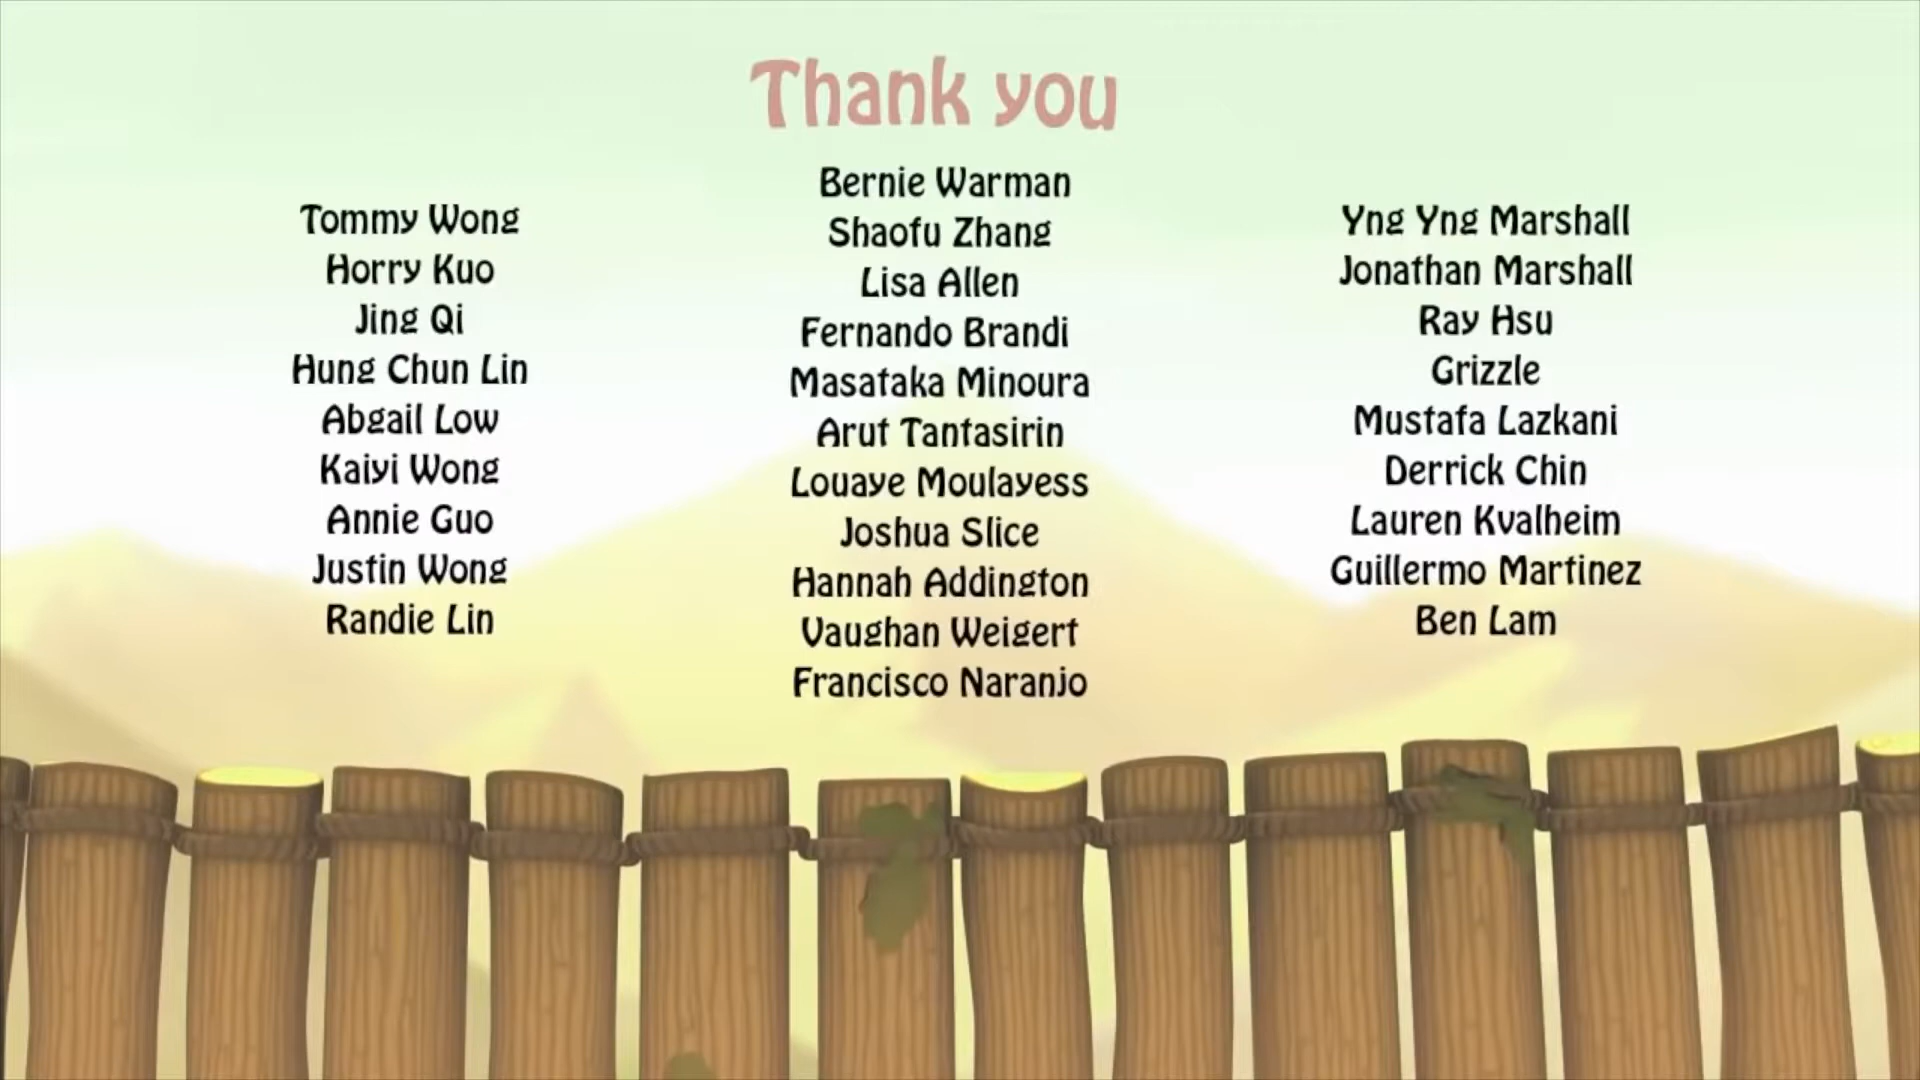 Thank you
Tommy Wong
Horry Kuo
Jing Qi
Hung Chun Lin
Abgail Low
Kaiyi Wong
Annie Guo
Justin Wong
Randie Lin
Bernie Warman
Shaofu Zhang
Lisa Allen
Fernando Brandi
Masataka Minoura
Arut Tantasirin
Louaye Moulayess
Joshua Slice
Hannah Addington
Vaughan Weigert
Francisco Naranjo
Yng Yng Marshall
Jonathan Marshall
Ray Hsu
Grizzle
Mustafa Lazkani
Derrick Chin
Lauren Kvalheim
Guillermo Martinez
Ben Lam